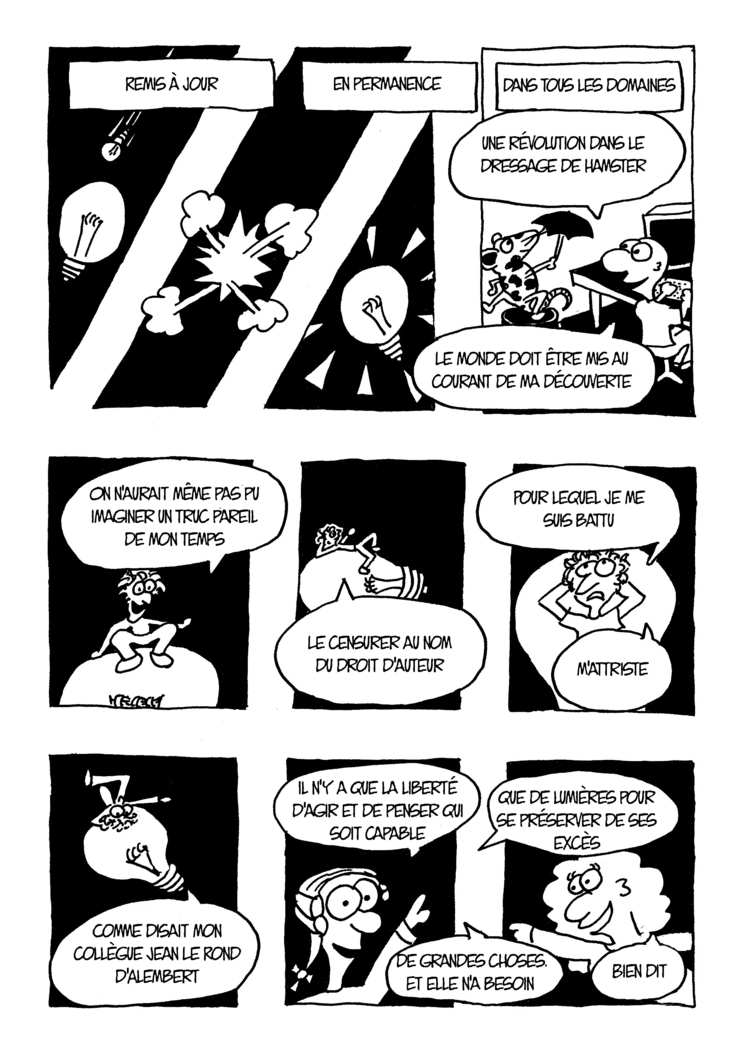 REMIS À JOUR
EN PERMANENCE
DANS TOUS LES DOMAINES
UNE RÉVOLUTION DANS LE
DRESSAGE DE HAMSTER
LE MONDE DOIT ÊTRE MIS AU
COURANT DE MA DÉCOUVERTE
ON N'AURAIT MÊME PAS PU
IMAGINER UN TRUC PAREIL
DE MON TEMPS
LE CENSURER AU NOM
DU DROIT D'AUTEUR
POUR LEQUEL JE ME
SUIS BATTU
M'ATTRISTE
COMME DISAIT MON
COLLÈGUE JEAN LE ROND
D'ALEMBERT
IL N'Y A QUE LA LIBERTÉ
D'AGIR ET DE PENSER QUI
SOIT CAPABLE
DE GRANDES CHOSES.
ET ELLE N'A BESOIN
QUE DE LUMIÈRES POUR
SE PRÉSERVER DE SES
EXCÈS
BIEN DIT